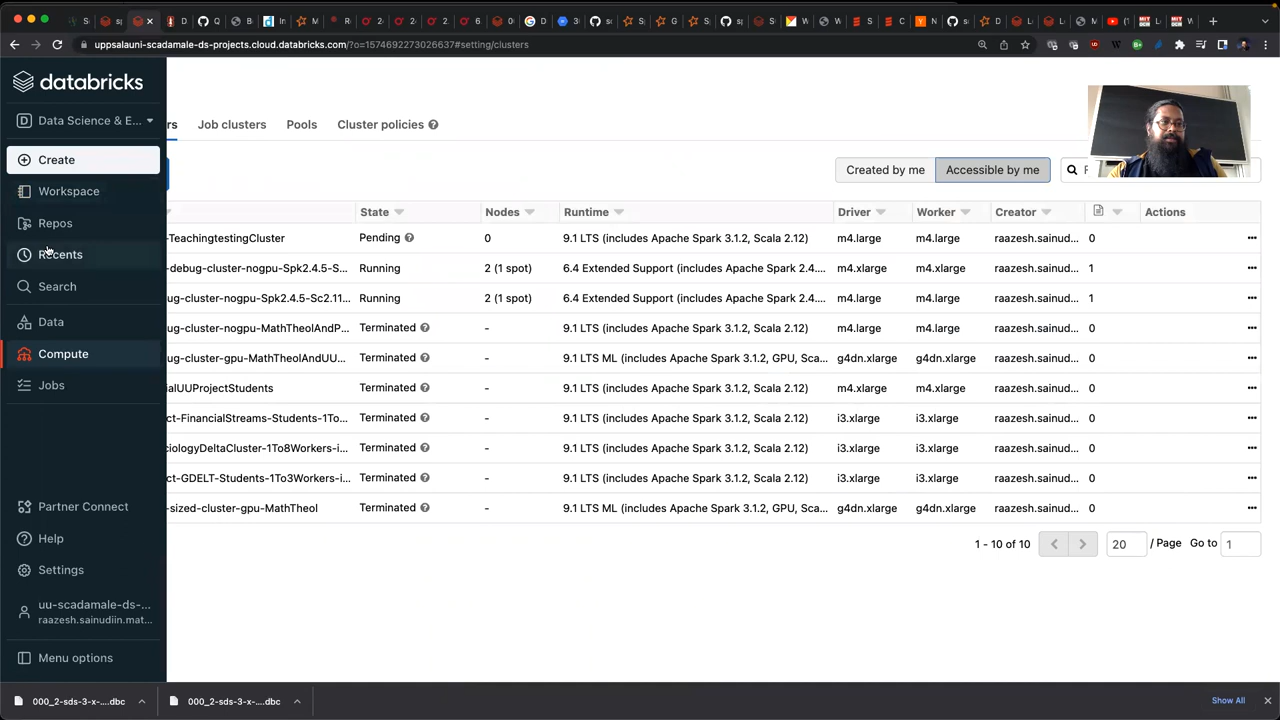 uppsalauni-scadamale-ds-projects.cloud.databricks.com/?o=1574692273026637#setting/clusters
databricks
Data Science & E...
Create
Workspace
Repos
Recents
Search
Data
Compute
Jobs
Partner Connect
Help
Settings
uu-scadamale-ds-...
raazesh.sainudiin.mat...
Menu options
rs Job clusters Pools Cluster policies
Created by me Accessible by me
State Nodes Runtime Driver Worker Creator Actions
-TeachingtestingCluster Pending 0 9.1 LTS (includes Apache Spark 3.1.2, Scala 2.12) m4.large m4.large raazesh.sainud... 0
-debug-cluster-nogpu-Spk2.4.5-S... Running 2 (1 spot) 6.4 Extended Support (includes Apache Spark 2.4.... m4.xlarge m4.xlarge raazesh.sainud... 1
ug-cluster-nogpu-Spk2.4.5-Sc2.11... Running 2 (1 spot) 6.4 Extended Support (includes Apache Spark 2.4.... m4.large m4.large raazesh.sainud... 1
ug-cluster-nogpu-MathTheolAndP... Terminated - 9.1 LTS (includes Apache Spark 3.1.2, Scala 2.12) m4.large m4.large raazesh.sainud... 0
ug-cluster-gpu-MathTheolAndUU... Terminated - 9.1 LTS ML (includes Apache Spark 3.1.2, GPU, Sca... g4dn.xlarge g4dn.xlarge raazesh.sainud... 0
ialUUProjectStudents Terminated - 9.1 LTS (includes Apache Spark 3.1.2, Scala 2.12) m4.xlarge m4.xlarge raazesh.sainud... 0
ct-FinancialStreams-Students-1To... Terminated - 9.1 LTS (includes Apache Spark 3.1.2, Scala 2.12) i3.xlarge i3.xlarge raazesh.sainud... 0
ciologyDeltaCluster-1To8Workers-i... Terminated - 9.1 LTS (includes Apache Spark 3.1.2, Scala 2.12) i3.xlarge i3.xlarge raazesh.sainud... 0
ct-GDELT-Students-1To3Workers-i... Terminated - 9.1 LTS (includes Apache Spark 3.1.2, Scala 2.12) i3.xlarge i3.xlarge raazesh.sainud... 0
-sized-cluster-gpu-MathTheol Terminated - 9.1 LTS ML (includes Apache Spark 3.1.2, GPU, Sca... g4dn.xlarge g4dn.xlarge raazesh.sainud... 0
1 - 10 of 10 20 / Page Go to 1
000_2-sds-3-x-....dbc 000_2-sds-3-x-....dbc Show All